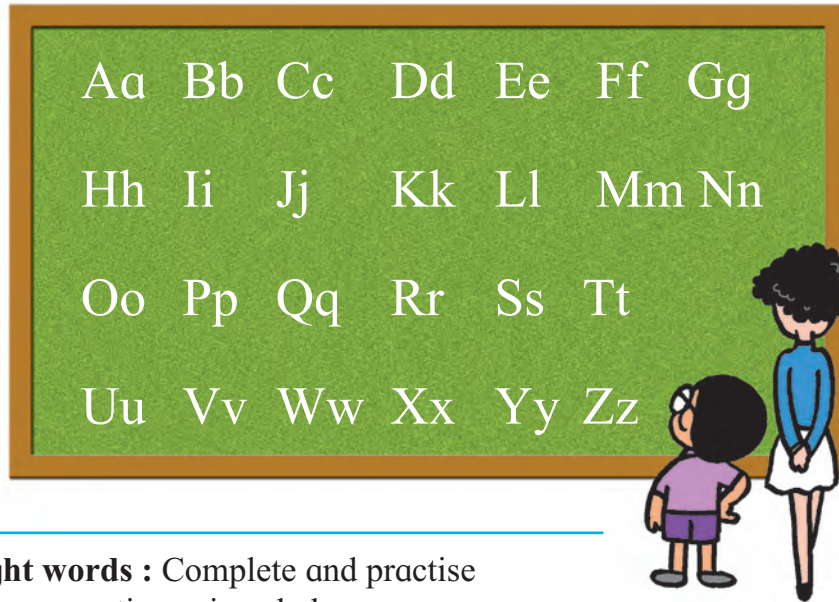 Aa Bb Cc Dd Ee Ff Gg
Hh Ii Jj Kk Ll Mm Nn
Oo Pp Qq Rr Ss Tt
Uu Vv Ww Xx Yy Zz
words : Complete and practise